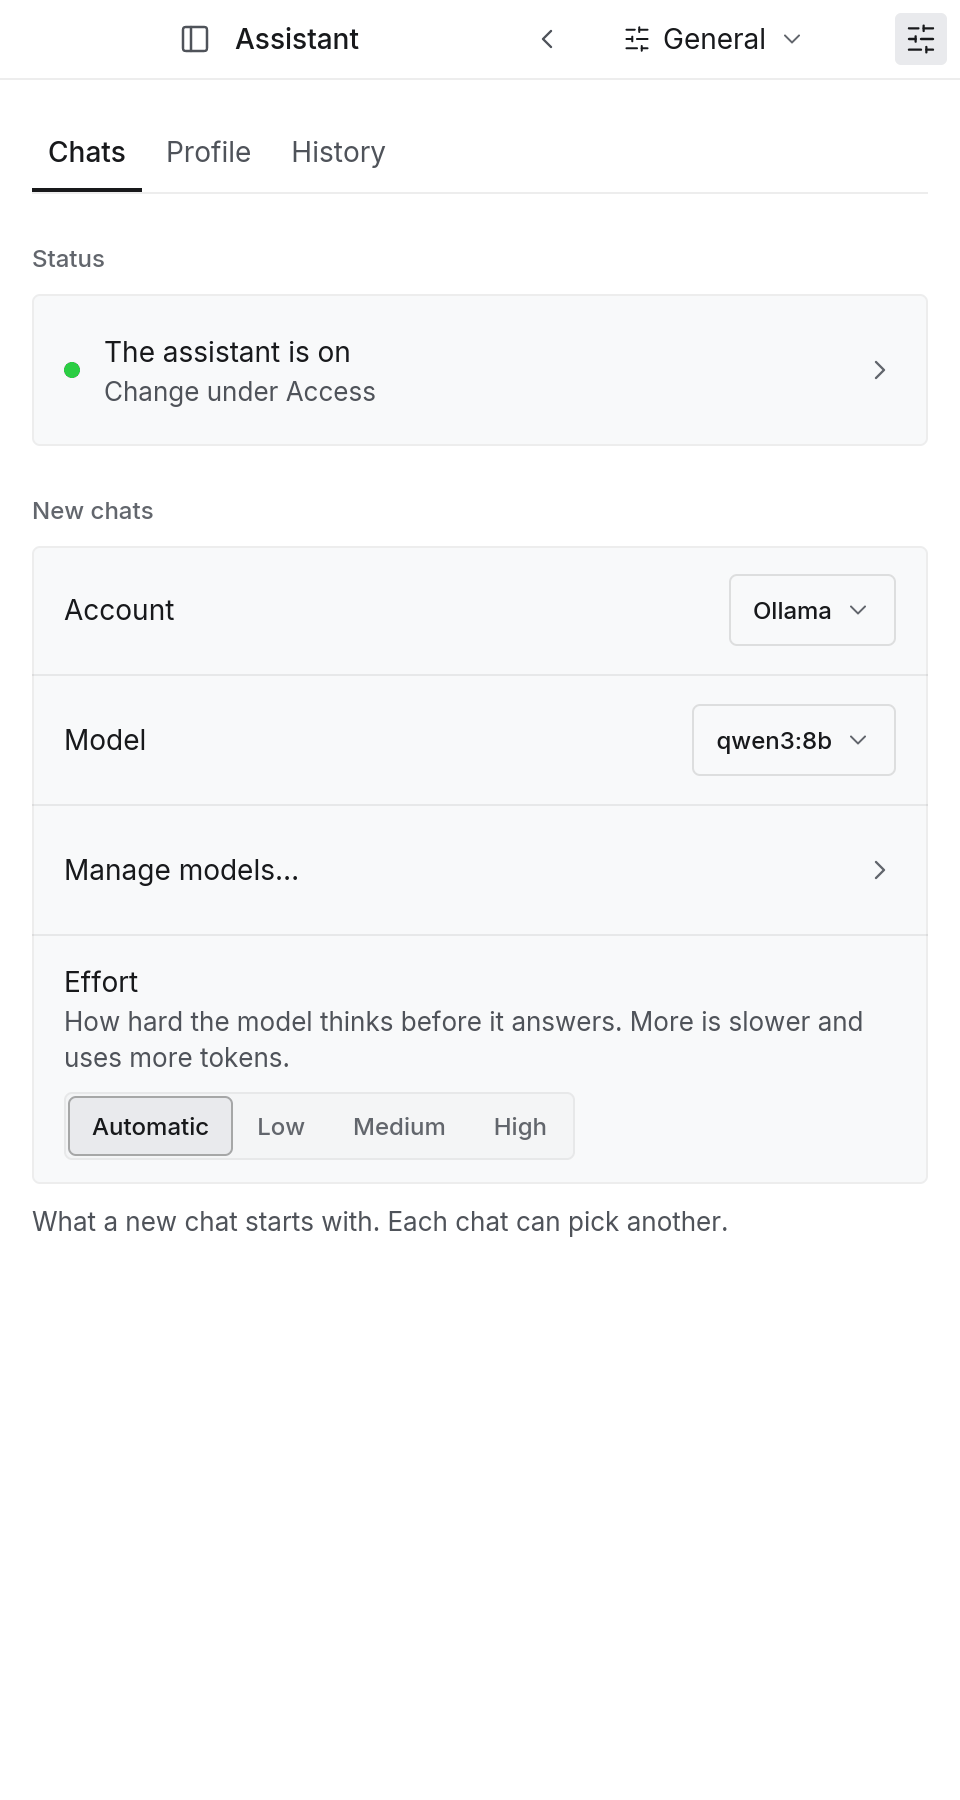 Assistant
General
Chats
Profile
History
Status
The assistant is on
Change under Access
New chats
Account
Ollama
Model
qwen3:8b
Manage models...
Effort
How hard the model thinks before it answers. More is slower and
uses more tokens.
Automatic
Low
Medium
High
What a new chat starts with. Each chat can pick another.